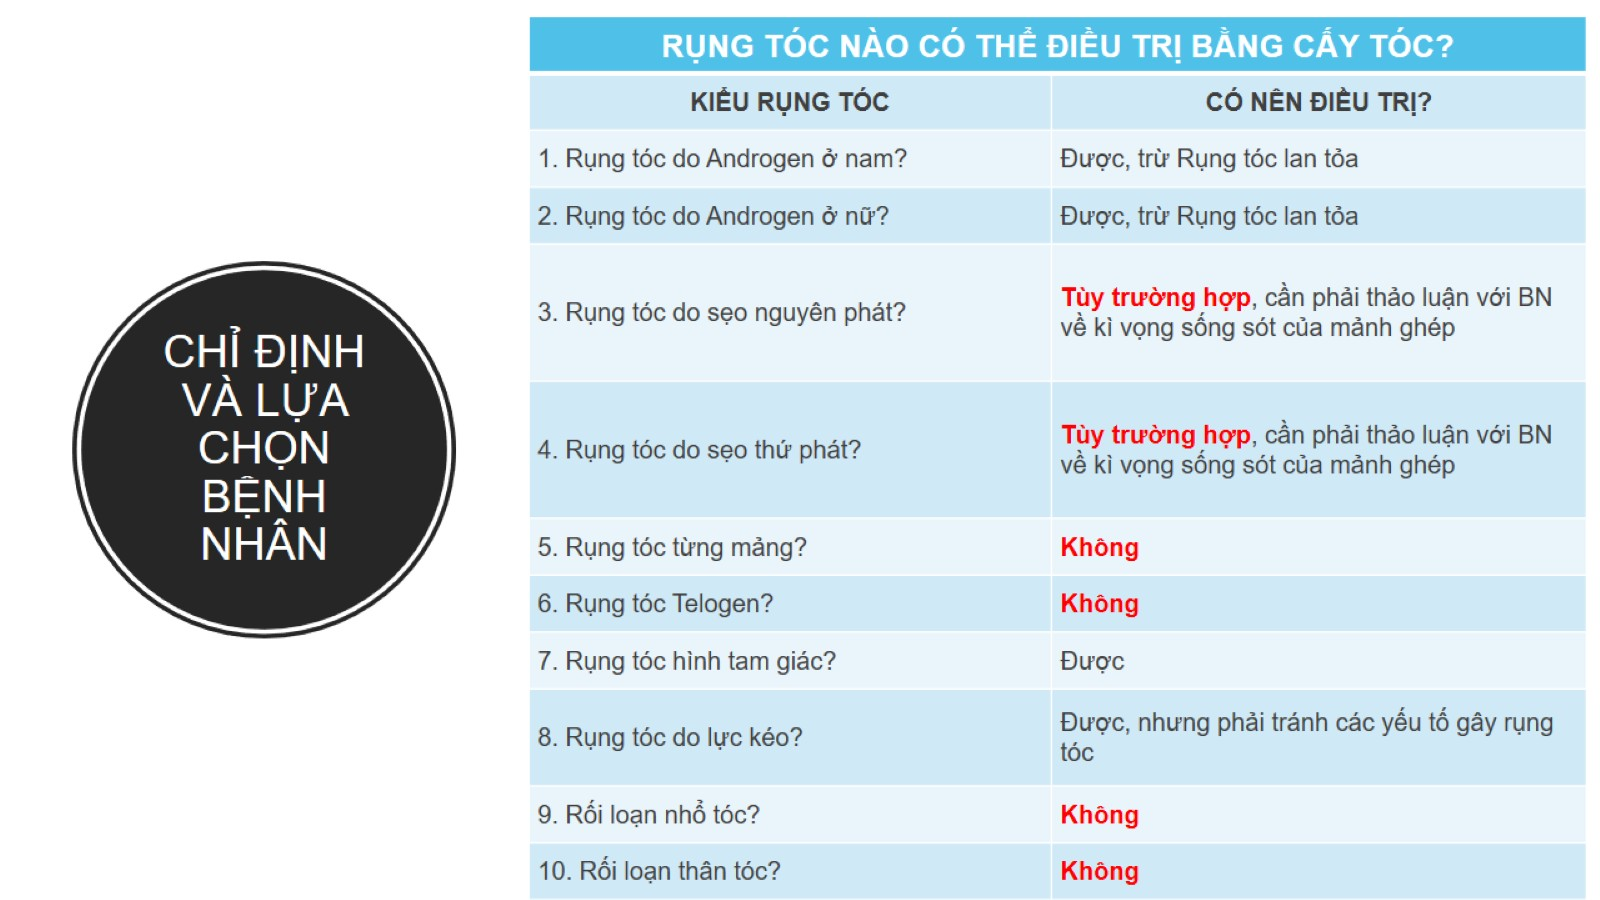 CHỈ ĐỊNH
VÀ LỰA
CHỌN
BỆNH
NHÂN
RỤNG TÓC NÀO CÓ THỂ ĐIỀU TRỊ BẰNG CẤY TÓC?
KIỂU RỤNG TÓC
CÓ NÊN ĐIỀU TRỊ?
1. Rụng tóc do Androgen ở nam?
Được, trừ Rụng tóc lan tỏa
2. Rụng tóc do Androgen ở nữ?
Được, trừ Rụng tóc lan tỏa
3. Rụng tóc do sẹo nguyên phát?
Tùy trường hợp, cần phải thảo luận với BN
về kì vọng sống sót của mảnh ghép
4. Rụng tóc do sẹo thứ phát?
Tùy trường hợp, cần phải thảo luận với BN
về kì vọng sống sót của mảnh ghép
5. Rụng tóc từng mảng?
Không
6. Rụng tóc Telogen?
Không
7. Rụng tóc hình tam giác?
Được
8. Rụng tóc do lực kéo?
Được, nhưng phải tránh các yếu tố gây rụng
tóc
9. Rối loạn nhổ tóc?
Không
10. Rối loạn thân tóc?
Không